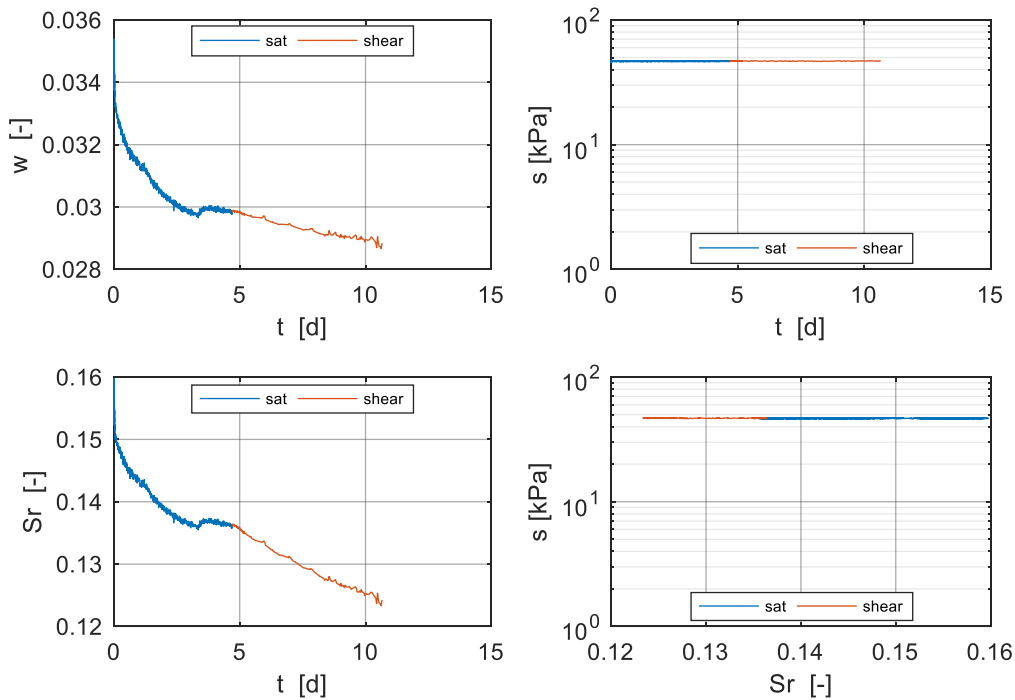 0.036
0.034
0.032
0.03
0.028
w [-]
sat
shear
0
5
10
15
t [d]
10^2
10^1
10^0
s [kPa]
sat
shear
0
5
10
15
t [d]
0.16
0.15
0.14
0.13
0.12
Sr [-]
sat
shear
0
5
10
15
t [d]
10^2
10^1
10^0
s [kPa]
sat
shear
0.12
0.13
0.14
0.15
0.16
Sr [-]